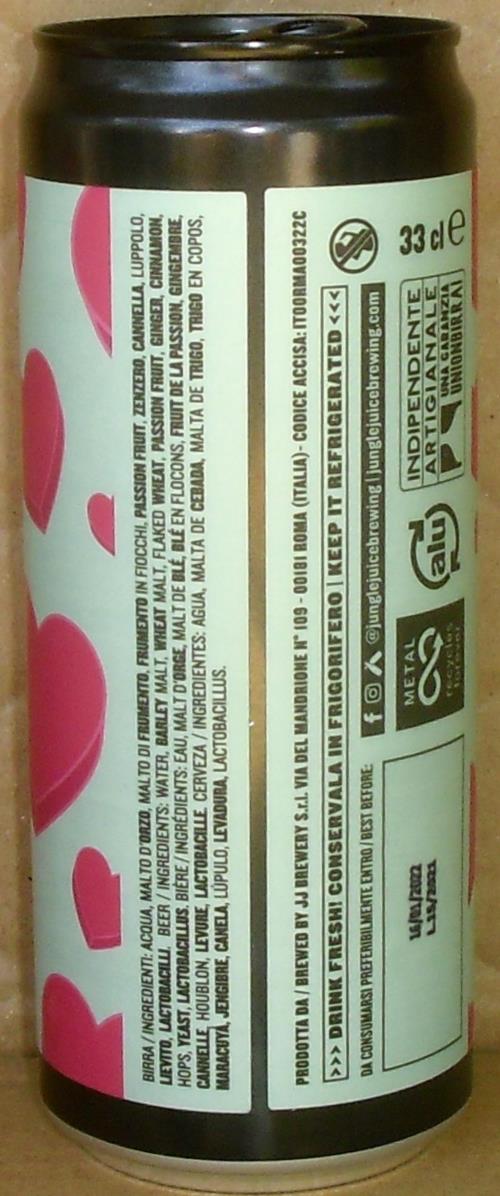 BIRRA / INGREDIENTI: ACQUA, MALTO D'ORZO, MALTO DI FRUMENTO, FRUMENTO IN FIOCCHI, PASSION FRUIT, ZENZERO, CANNELLA, LUPPOLO,
LIEVITO, LACTOBACILLI. BEER / INGREDIENTS: WATER, BARLEY MALT, WHEAT MALT, FLAKED WHEAT, PASSION FRUIT, GINGER, CINNAMON,
HOPS, YEAST, LACTOBACILLUS. BIÈRE / INGRÉDIENTS: EAU, MALT D'ORGE, MALT DE BLÉ, BLÉ EN FLOCONS, FRUIT DE LA PASSION, GINGEMBRE,
CANNELLE, HOUBLON, LEVURE, LACTOBACILLE. CERVEZA / INGREDIENTES: AGUA, MALTA DE CEBADA, MALTA DE TRIGO, TRIGO EN COPOS,
MARACUYÁ, JENGIBRE, CANELA, LÚPULO, LEVADURA, LACTOBACILLUS.
PRODOTTA DA / BREWED BY JJ BREWERY S.r.l. VIA DEL MANDRIONE N° 109 - 00181 ROMA (ITALIA) - CODICE ACCISA: IT00RMA00322C
>>> DRINK FRESH! CONSERVALA IN FRIGORIFERO | KEEP IT REFRIGERATED <<<
DA CONSUMARSI PREFERIBILMENTE ENTRO / BEST BEFORE:
@junglejuicebrewing | junglejuicebrewing.com
16/01/2022
L.15/2021
METAL
recycles
forever
alu
INDIPENDENTE
ARTIGIANALE
UNA GARANZIA
UNIONBIRRAI
33 cl e